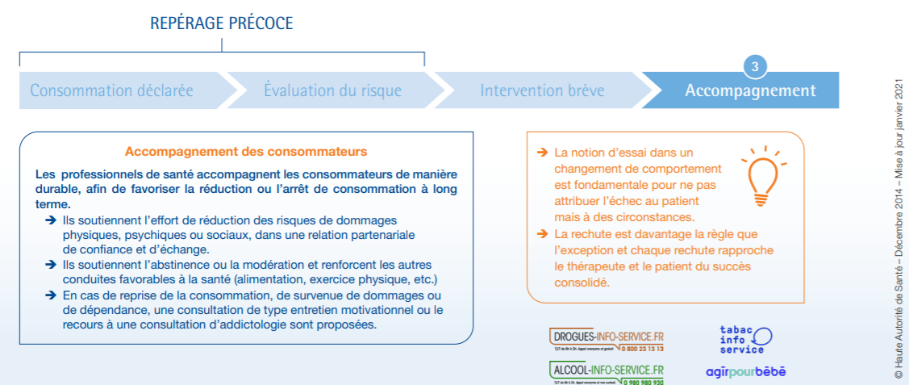 REPÉRAGE PRÉCOCE
3
Consommation déclarée
Évaluation du risque
Intervention brève
Accompagnement
Accompagnement des consommateurs
Les professionnels de santé accompagnent les consommateurs de manière
durable, afin de favoriser la réduction ou l'arrêt de consommation à long
terme.
➔ Ils soutiennent l'effort de réduction des risques de dommages
physiques, psychiques ou sociaux, dans une relation partenariale
de confiance et d'échange.
➔ Ils soutiennent l'abstinence ou la modération et renforcent les autres
conduites favorables à la santé (alimentation, exercice physique, etc.)
➔ En cas de reprise de la consommation, de survenue de dommages ou
de dépendance, une consultation de type entretien motivationnel ou le
recours à une consultation d'addictologie sont proposées.
➔ La notion d'essai dans un
changement de comportement
est fondamentale pour ne pas
attribuer l'échec au patient
mais à des circonstances.
➔ La rechute est davantage la règle que
l'exception et chaque rechute rapproche
le thérapeute et le patient du succès
consolidé.
DROGUES-INFO-SERVICE.FR
0 800 23 13 13
ALCOOL-INFO-SERVICE.FR
0 980 980 930
tabac
info
service
agirpourbébé
© Haute Autorité de Santé – Décembre 2014 – Mise à jour janvier 2021